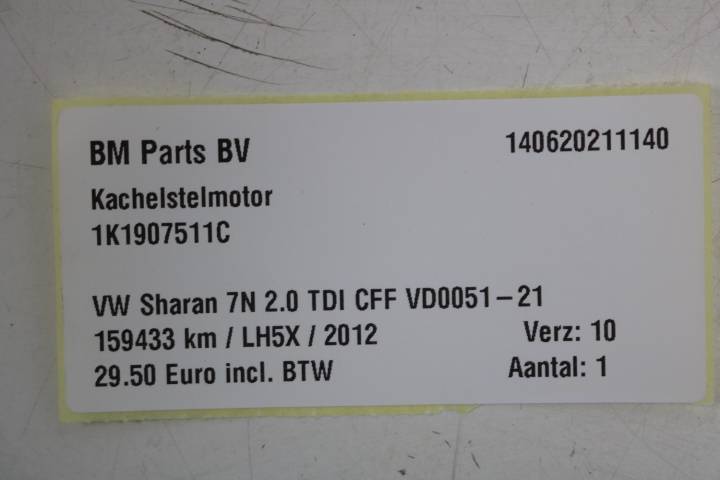 BM Parts BV 140620211140
Kachelstelmotor
1K1907511C
VW Sharan 7N 2.0 TDI CFF VD0051-21
159433 km / LH5X / 2012 Verz: 10
29.50 Euro incl. BTW Aantal: 1